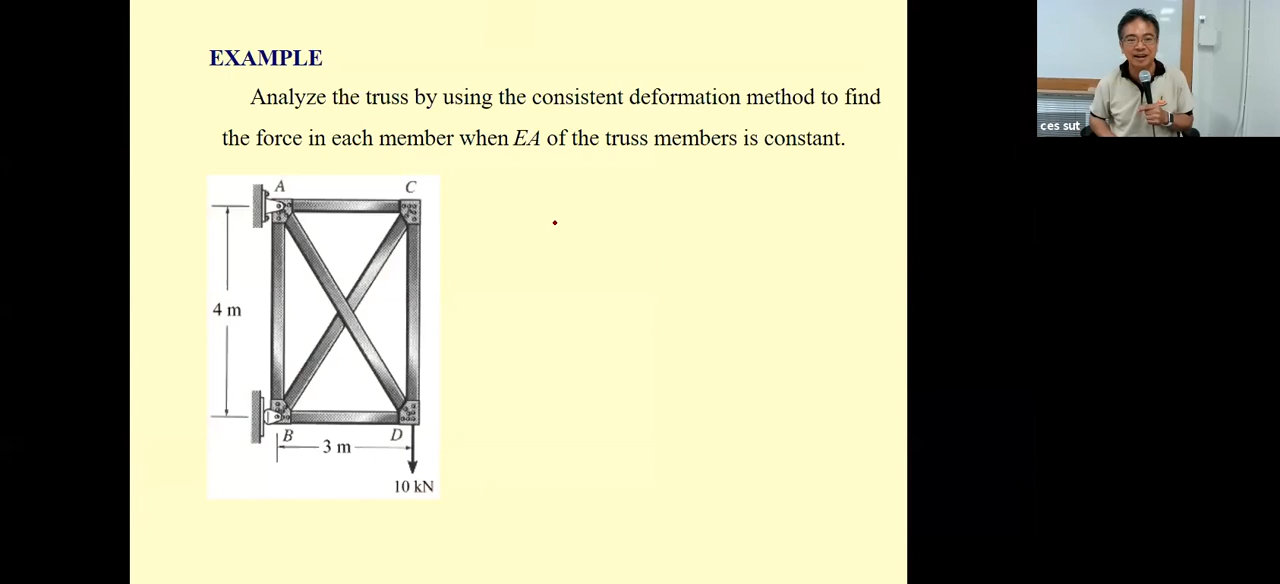 EXAMPLE
Analyze the truss by using the consistent deformation method to find
the force in each member when EA of the truss members is constant.
A
C
4 m
B
D
3 m
10 kN
ces sut